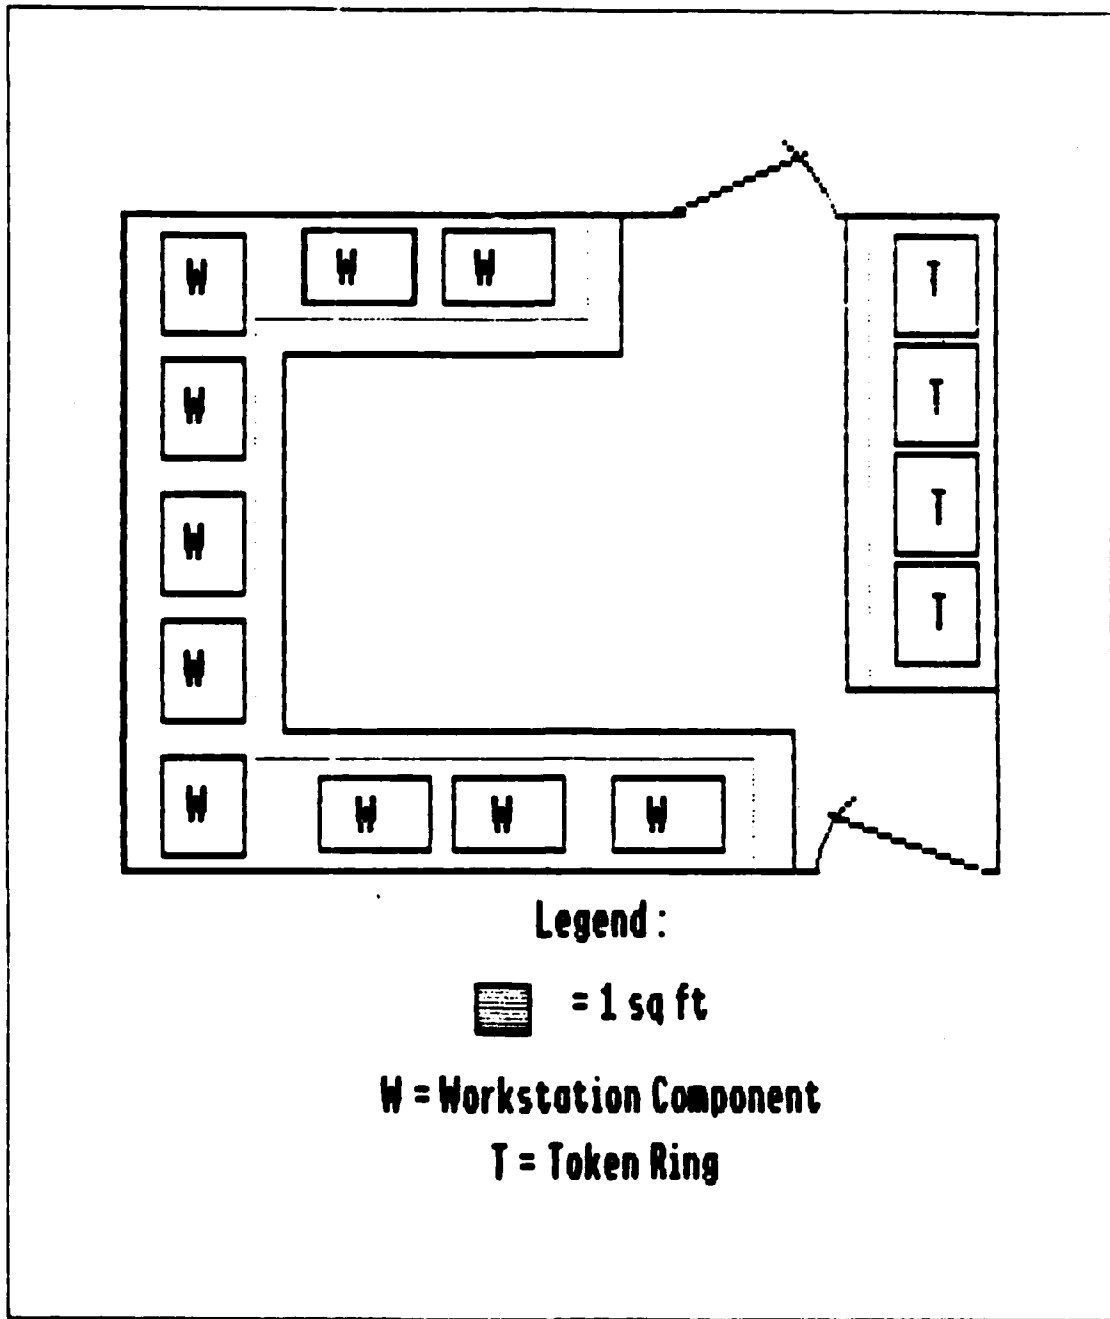 W W W T
W T
W T
W T
W W W W
Legend :
= 1 sq ft
W = Workstation Component
T = Token Ring